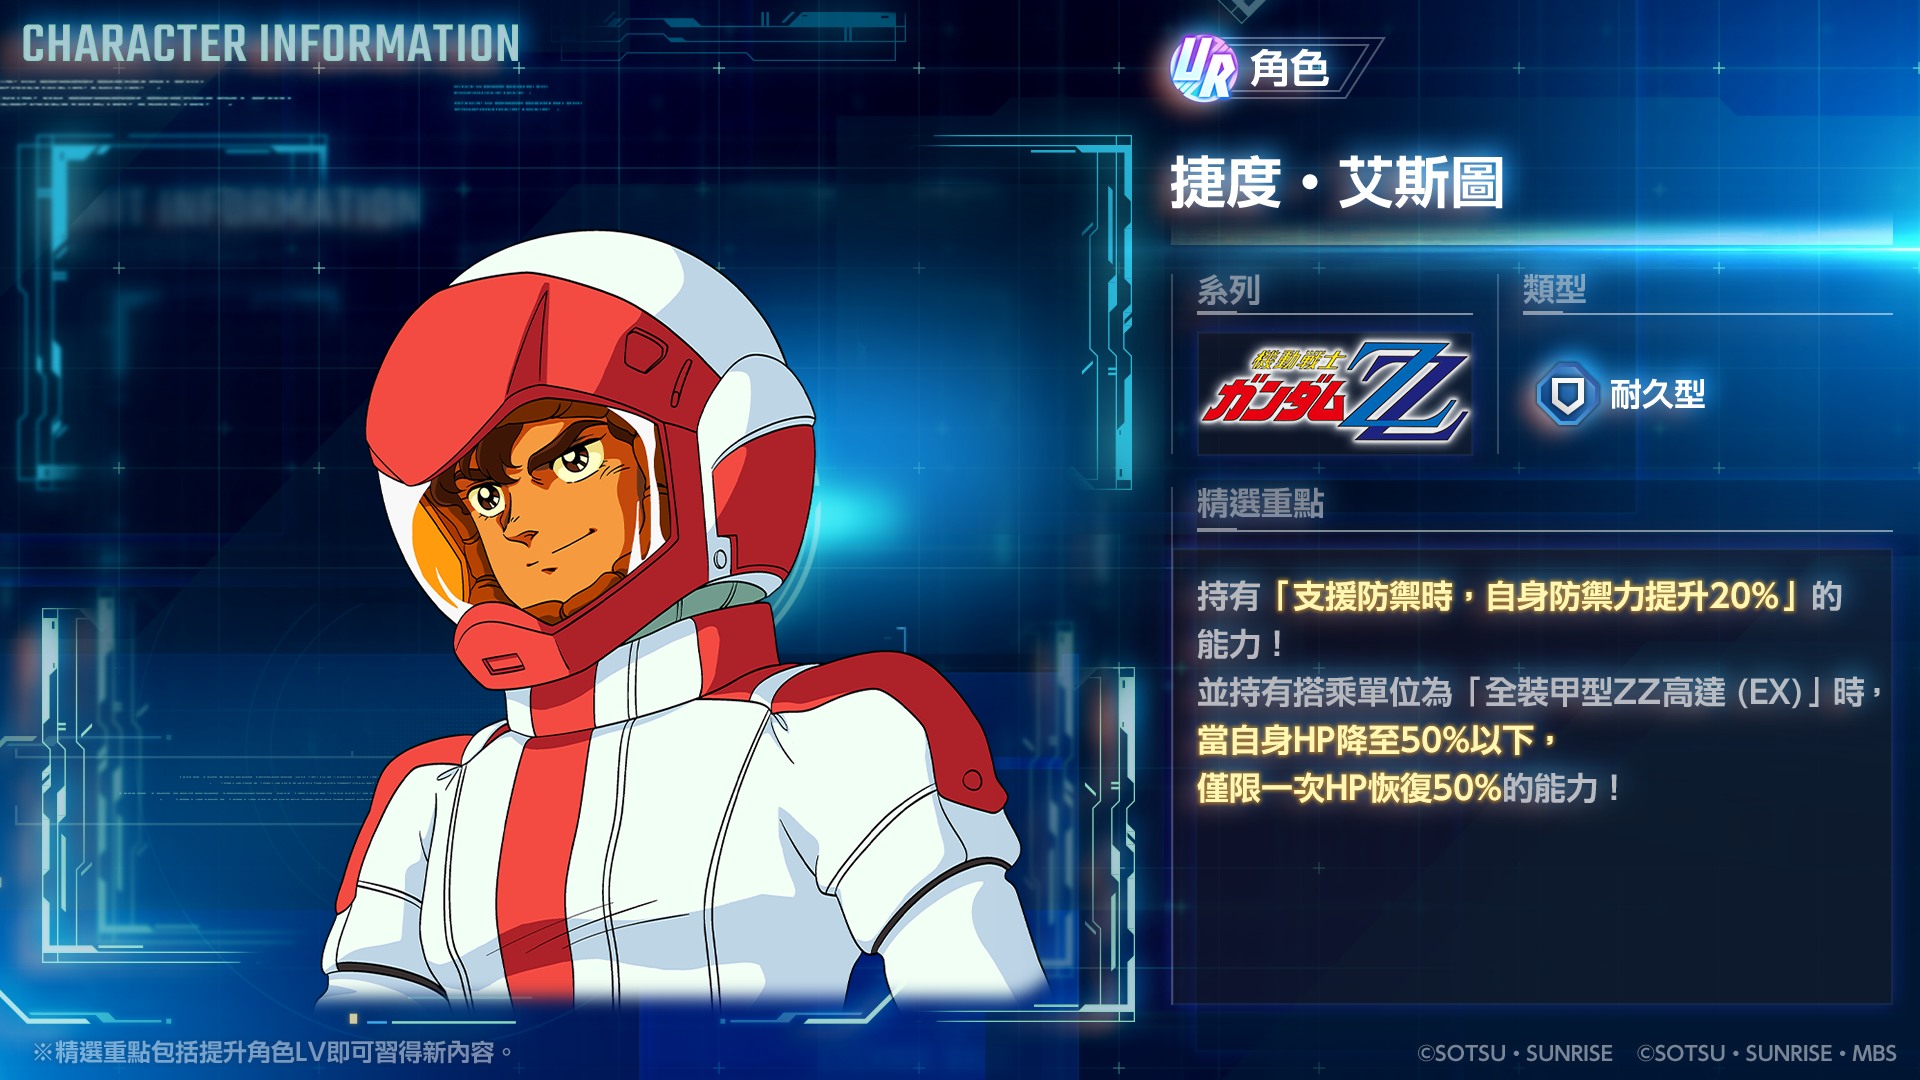 CHARACTER INFORMATION
UR 角色
捷度・艾斯圖
系列
類型
機動戦士
ガンダムZZ
耐久型
精選重點
持有「支援防禦時，自身防禦力提升20%」的
能力！
並持有搭乘單位為「全裝甲型ZZ高達 (EX)」時，
當自身HP降至50%以下，
僅限一次HP恢復50%的能力！
※精選重點包括提升角色LV即可習得新內容。
©SOTSU・SUNRISE ©SOTSU・SUNRISE・MBS